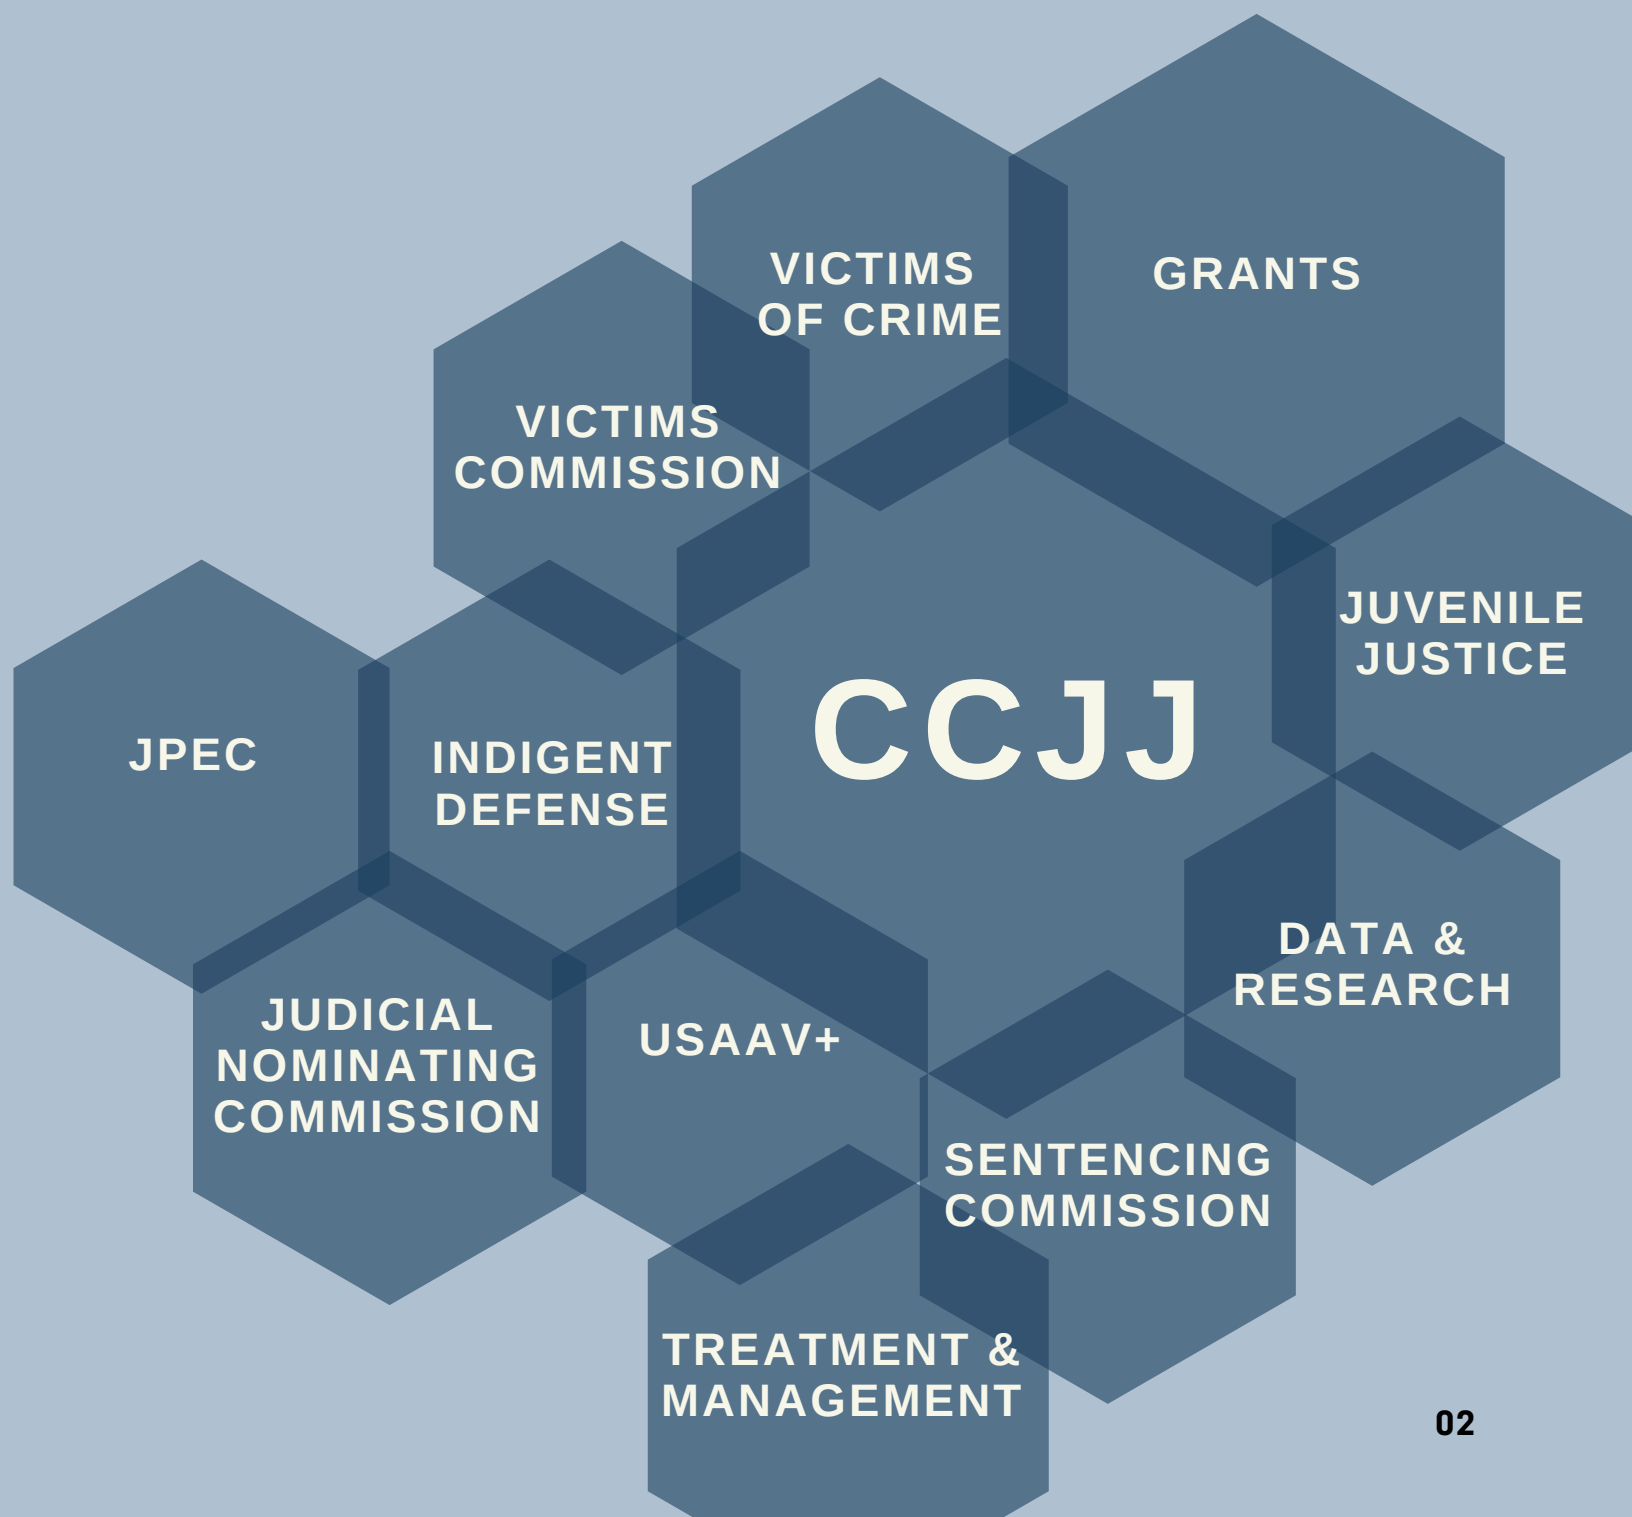 VICTIMS
OF CRIME
GRANTS
VICTIMS
COMMISSION
JUVENILE
JUSTICE
CCJJ
JPEC
INDIGENT
DEFENSE
DATA &
RESEARCH
JUDICIAL
NOMINATING
COMMISSION
USAAV+
SENTENCING
COMMISSION
TREATMENT &
MANAGEMENT
02